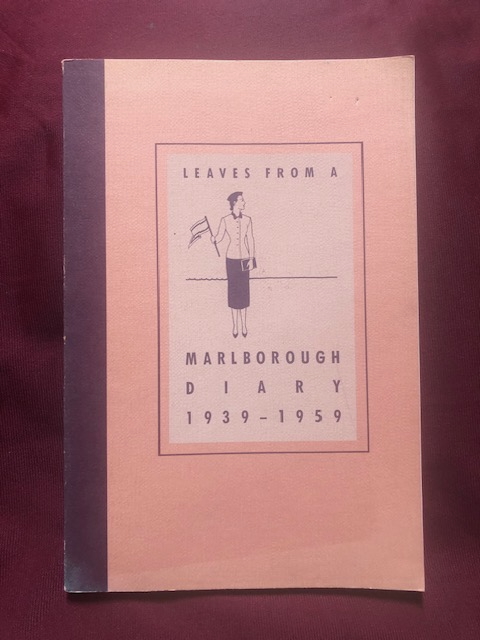 LEAVES FROM A
MARLBOROUGH
DIARY
1939-1959